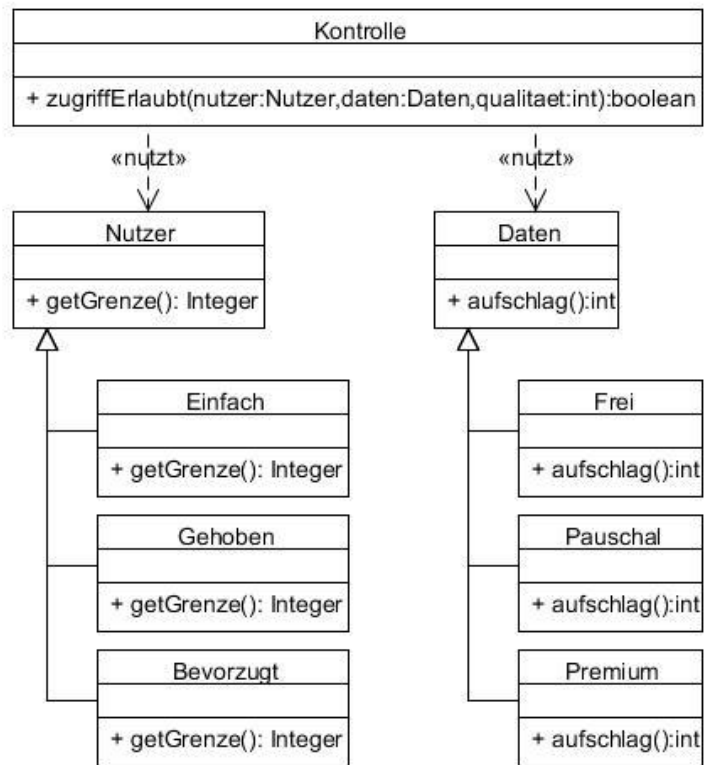 Kontrolle
+ zugriffErlaubt(nutzer:Nutzer,daten:Daten,qualitaet:int):boolean
«nutzt»
«nutzt»
Nutzer
+ getGrenze(): Integer
Daten
+ aufschlag():int
Einfach
+ getGrenze(): Integer
Gehoben
+ getGrenze(): Integer
Bevorzugt
+ getGrenze(): Integer
Frei
+ aufschlag():int
Pauschal
+ aufschlag():int
Premium
+ aufschlag():int